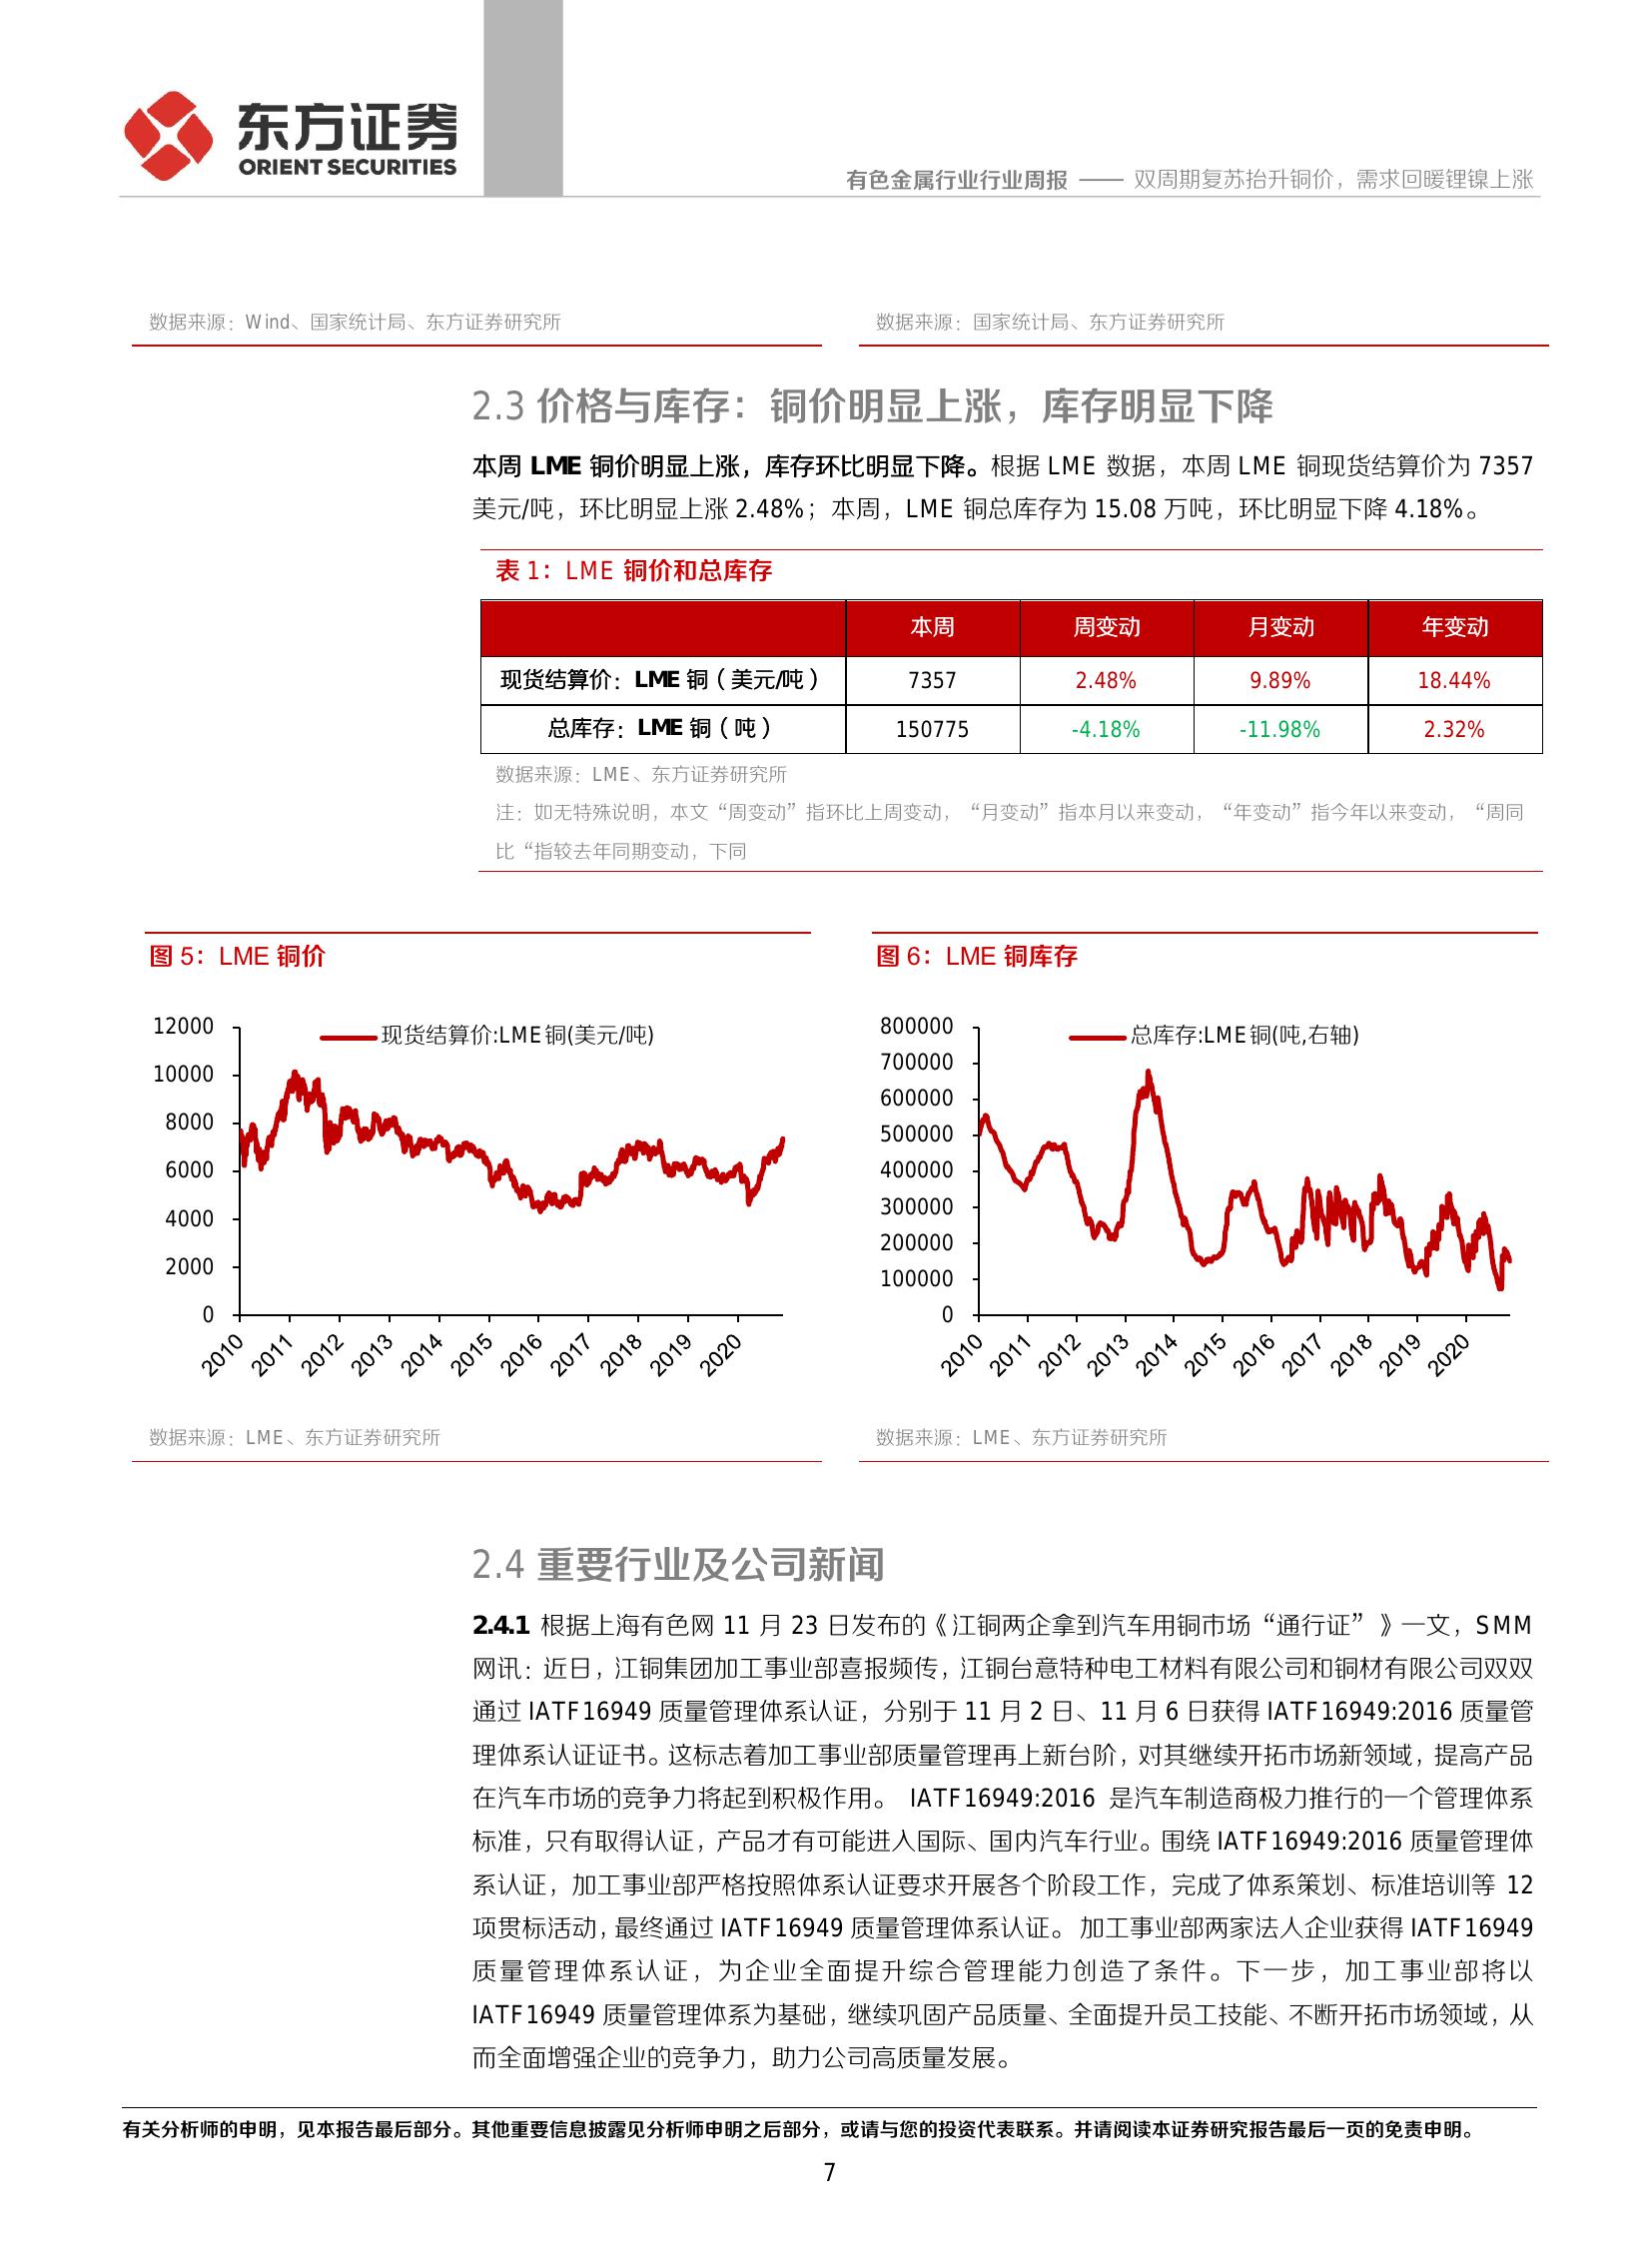 东方证券
ORIENT SECURITIES
有色金属行业行业周报 —— 双周期复苏抬升铜价，需求回暖锂镍上涨
数据来源：Wind、国家统计局、东方证券研究所
数据来源：国家统计局、东方证券研究所
2.3 价格与库存：铜价明显上涨，库存明显下降
本周 LME 铜价明显上涨，库存环比明显下降。根据 LME 数据，本周 LME 铜现货结算价为 7357
美元/吨，环比明显上涨 2.48%；本周，LME 铜总库存为 15.08 万吨，环比明显下降 4.18%。
表 1：LME 铜价和总库存
本周 周变动 月变动 年变动
现货结算价：LME 铜（美元/吨） 7357 2.48% 9.89% 18.44%
总库存：LME 铜（吨） 150775 -4.18% -11.98% 2.32%
数据来源：LME、东方证券研究所
注：如无特殊说明，本文“周变动”指环比上周变动，“月变动”指本月以来变动，“年变动”指今年以来变动，“周同
比“指较去年同期变动，下同
图 5：LME 铜价
现货结算价:LME铜(美元/吨)
12000
10000
8000
6000
4000
2000
0
2010 2011 2012 2013 2014 2015 2016 2017 2018 2019 2020
数据来源：LME、东方证券研究所
图 6：LME 铜库存
总库存:LME铜(吨,右轴)
800000
700000
600000
500000
400000
300000
200000
100000
0
2010 2011 2012 2013 2014 2015 2016 2017 2018 2019 2020
数据来源：LME、东方证券研究所
2.4 重要行业及公司新闻
2.4.1 根据上海有色网 11 月 23 日发布的《江铜两企拿到汽车用铜市场“通行证”》一文，SMM
网讯：近日，江铜集团加工事业部喜报频传，江铜台意特种电工材料有限公司和铜材有限公司双双
通过 IATF16949 质量管理体系认证，分别于 11 月 2 日、11 月 6 日获得 IATF16949:2016 质量管
理体系认证证书。这标志着加工事业部质量管理再上新台阶，对其继续开拓市场新领域，提高产品
在汽车市场的竞争力将起到积极作用。 IATF16949:2016 是汽车制造商极力推行的一个管理体系
标准，只有取得认证，产品才有可能进入国际、国内汽车行业。围绕 IATF16949:2016 质量管理体
系认证，加工事业部严格按照体系认证要求开展各个阶段工作，完成了体系策划、标准培训等 12
项贯标活动，最终通过 IATF16949 质量管理体系认证。 加工事业部两家法人企业获得 IATF16949
质量管理体系认证，为企业全面提升综合管理能力创造了条件。下一步，加工事业部将以
IATF16949 质量管理体系为基础，继续巩固产品质量、全面提升员工技能、不断开拓市场领域，从
而全面增强企业的竞争力，助力公司高质量发展。
有关分析师的申明，见本报告最后部分。其他重要信息披露见分析师申明之后部分，或请与您的投资代表联系。并请阅读本证券研究报告最后一页的免责申明。
7